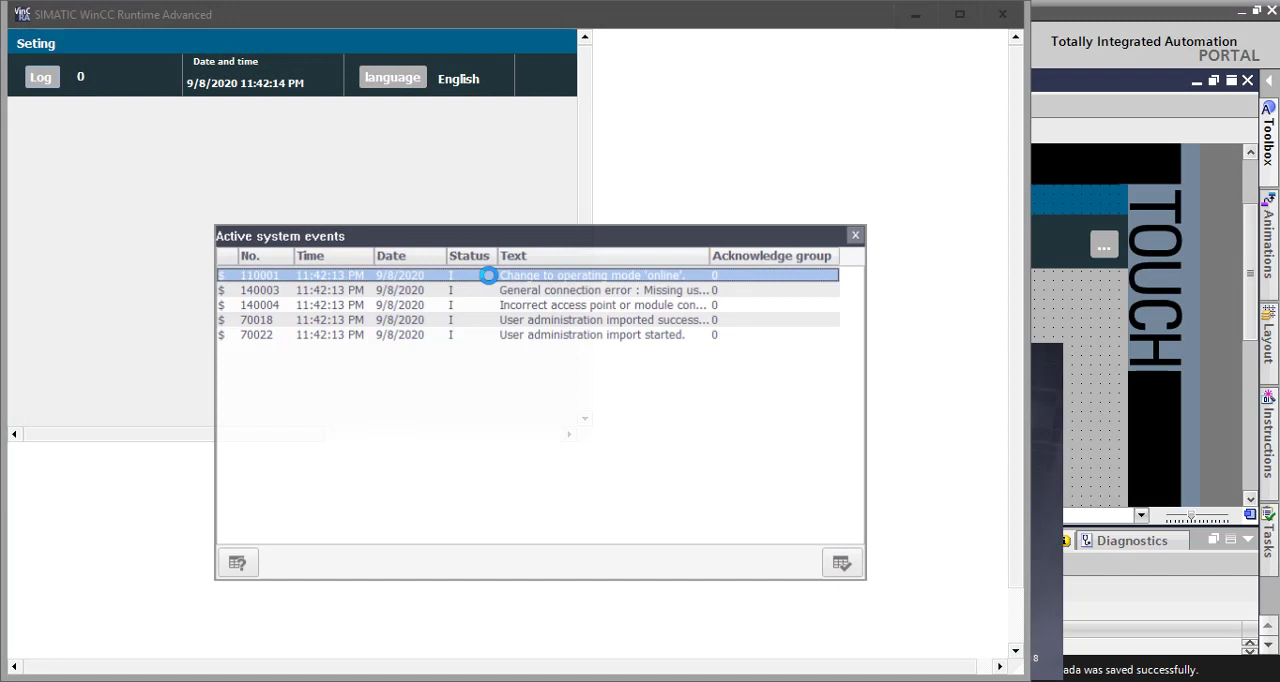 SIMATIC WinCC Runtime Advanced
Totally Integrated Automation
PORTAL
Seting
Log 0
Date and time
9/8/2020 11:42:14 PM
language English
Active system events
No. Time Date Status Text Acknowledge group
$ 110001 11:42:13 PM 9/8/2020 I Change to operating mode 'online'. 0
$ 140003 11:42:13 PM 9/8/2020 I General connection error : Missing us... 0
$ 140004 11:42:13 PM 9/8/2020 I Incorrect access point or module con... 0
$ 70018 11:42:13 PM 9/8/2020 I User administration imported success... 0
$ 70022 11:42:13 PM 9/8/2020 I User administration import started. 0
TOUCH
...
Toolbox
Animations
Layout
Instructions
Tasks
Diagnostics
8
ada was saved successfully.